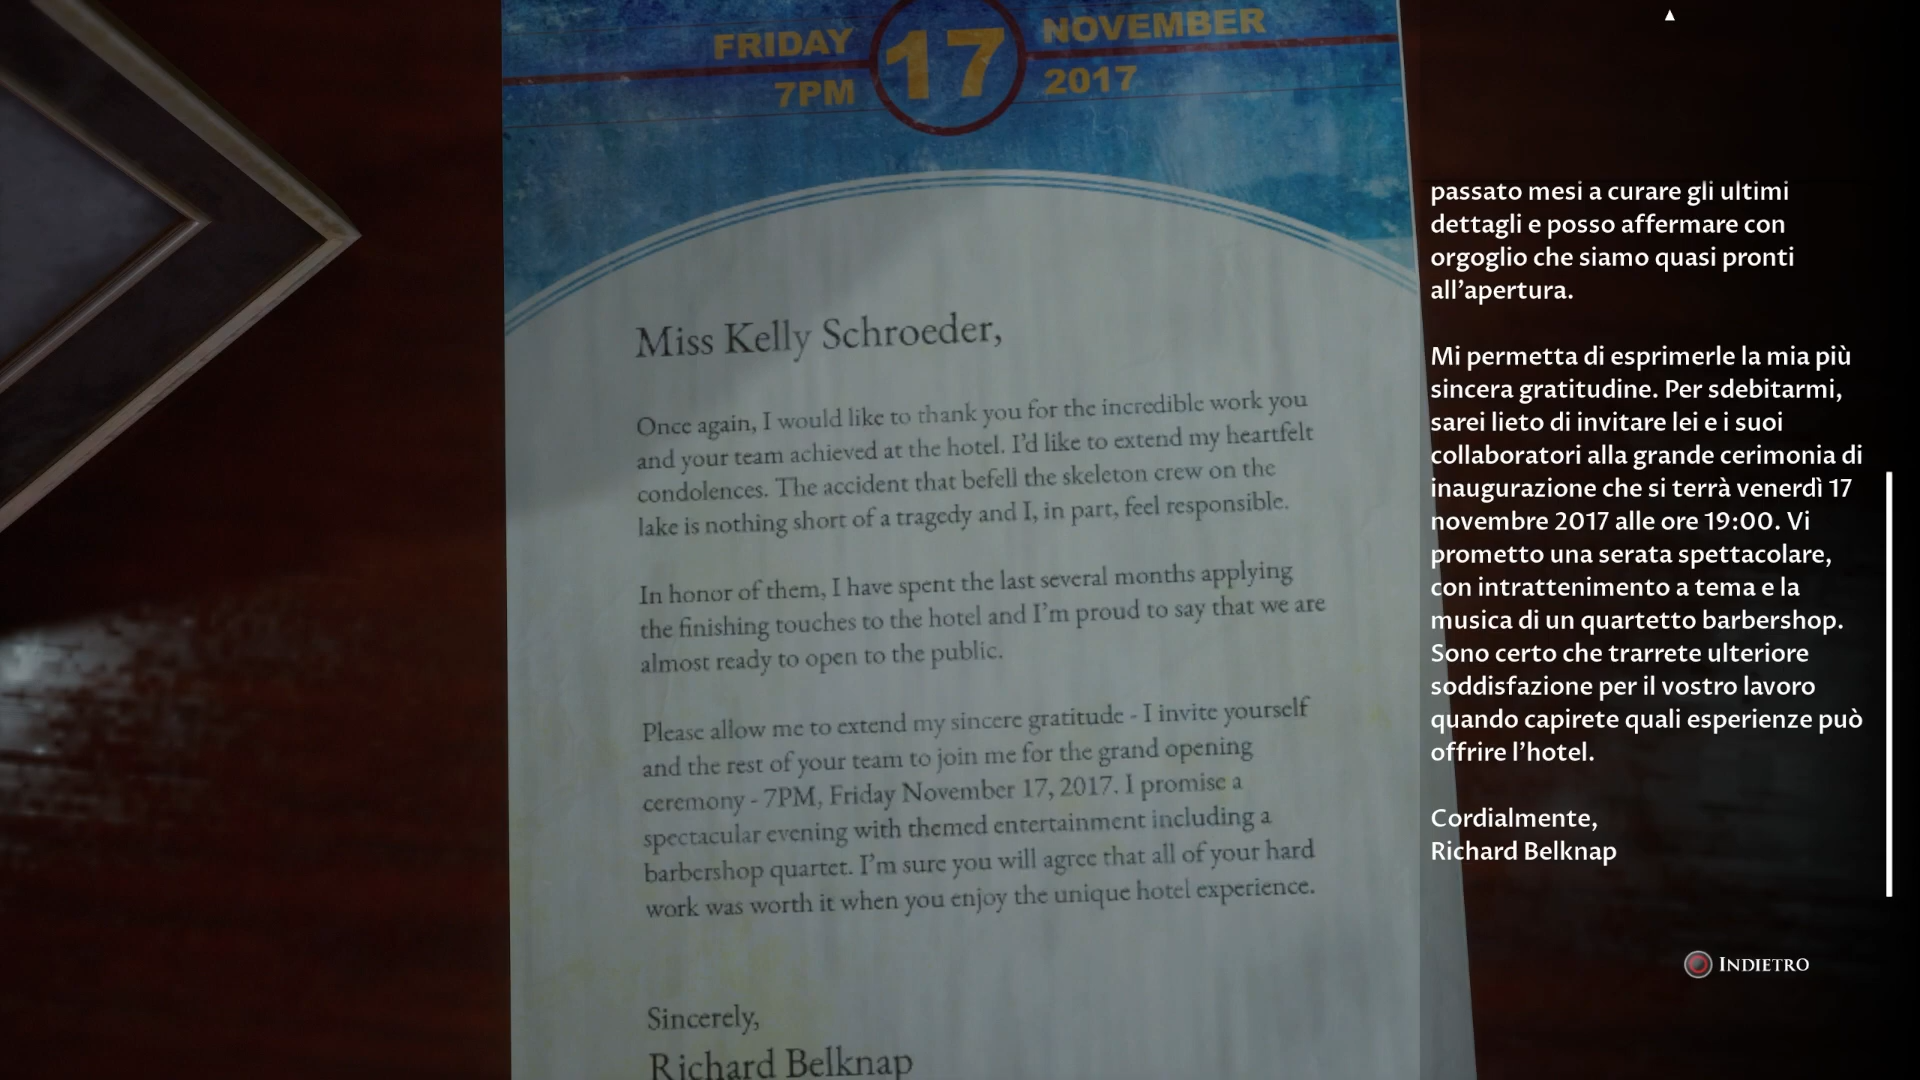 FRIDAY 17 NOVEMBER
7PM 2017
Miss Kelly Schroeder,
Once again, I would like to thank you for the incredible work you
and your team achieved at the hotel. I'd like to extend my heartfelt
condolences. The accident that befell the skeleton crew on the
lake is nothing short of a tragedy and I, in part, feel responsible.
In honor of them, I have spent the last several months applying
the finishing touches to the hotel and I'm proud to say that we are
almost ready to open to the public.
Please allow me to extend my sincere gratitude - I invite yourself
and the rest of your team to join me for the grand opening
ceremony - 7PM, Friday November 17, 2017. I promise a
spectacular evening with themed entertainment including a
barbershop quartet. I'm sure you will agree that all of your hard
work was worth it when you enjoy the unique hotel experience.
Sincerely,
Richard Belknap
passato mesi a curare gli ultimi
dettagli e posso affermare con
orgoglio che siamo quasi pronti
all'apertura.
Mi permetta di esprimerle la mia più
sincera gratitudine. Per sdebitarmi,
sarei lieto di invitare lei e i suoi
collaboratori alla grande cerimonia di
inaugurazione che si terrà venerdì 17
novembre 2017 alle ore 19:00. Vi
prometto una serata spettacolare,
con intrattenimento a tema e la
musica di un quartetto barbershop.
Sono certo che trarrete ulteriore
soddisfazione per il vostro lavoro
quando capirete quali esperienze può
offrire l'hotel.
Cordialmente,
Richard Belknap
INDIETRO